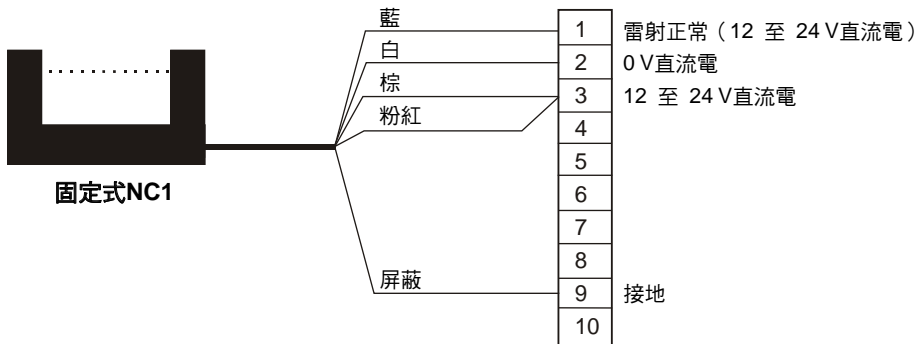 藍
白
棕
粉紅
屏蔽
固定式NC1
1 雷射正常（12 至 24 V直流電）
2 0 V直流電
3 12 至 24 V直流電
4
5
6
7
8
9 接地
10